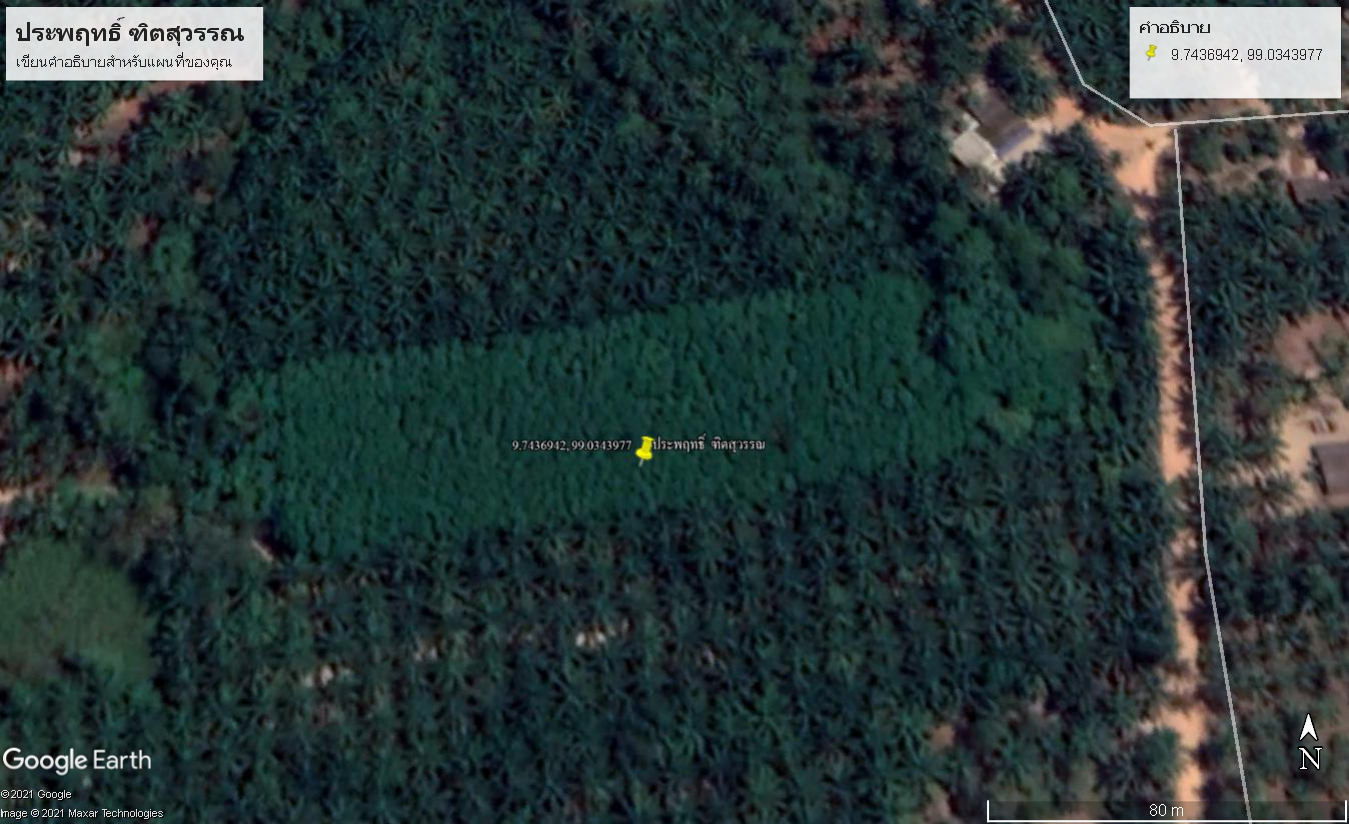 ประพฤทธิ์ ฑิตสุวรรณ
เขียนคำอธิบายสำหรับแผนที่ของคุณ
คำอธิบาย
9.7436942, 99.0343977
9.7436942, 99.0343977 ประพฤทธิ์ ฑิตสุวรรณ
Google Earth
©2021 Google
Image © 2021 Maxar Technologies
N
80 m